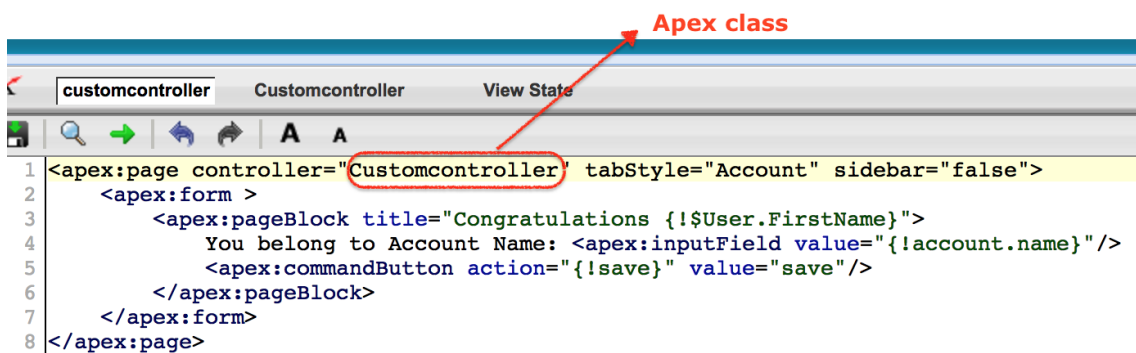 Apex class
customcontroller Customcontroller View State
A A
1 <apex:page controller="Customcontroller" tabStyle="Account" sidebar="false">
2 <apex:form >
3 <apex:pageBlock title="Congratulations {!$User.FirstName}">
4 You belong to Account Name: <apex:inputField value="{!account.name}"/>
5 <apex:commandButton action="{!save}" value="save"/>
6 </apex:pageBlock>
7 </apex:form>
8 </apex:page>